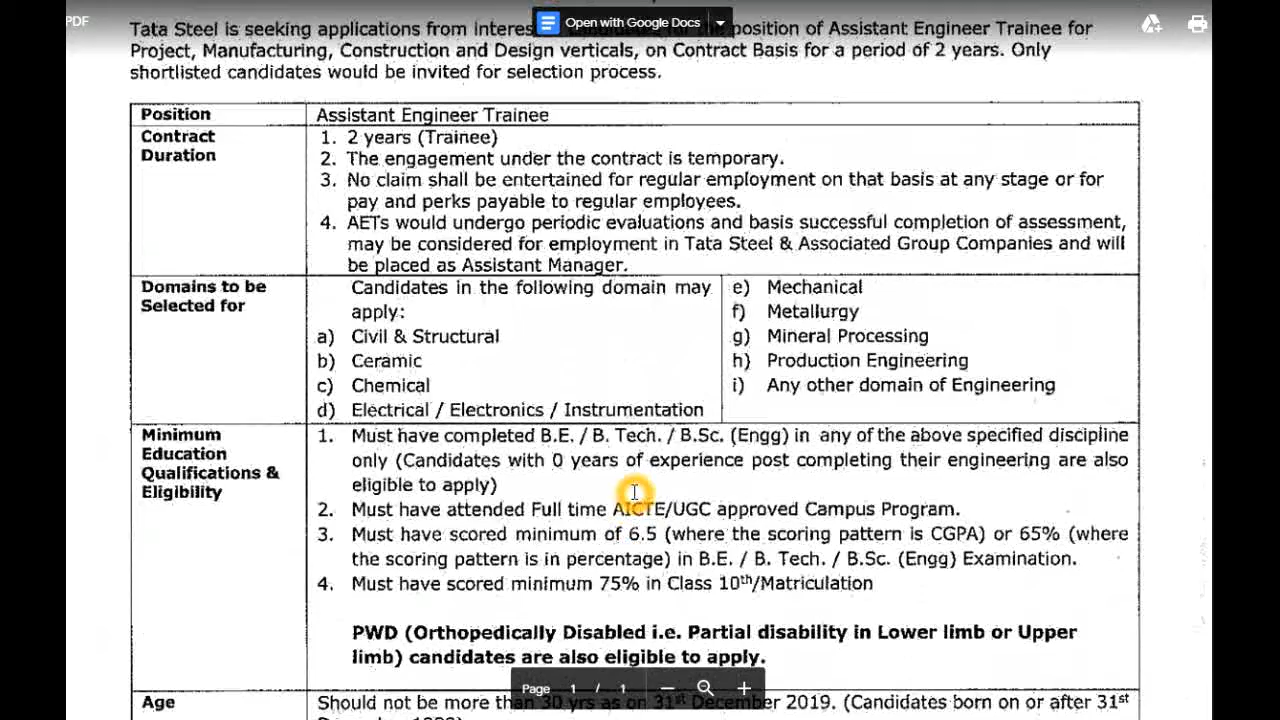 PDF
Open with Google Docs
Tata Steel is seeking applications from position of Assistant Engineer Trainee for
Project, Manufacturing, Construction and Design verticals, on Contract Basis for a period of 2 years. Only
shortlisted candidates would be invited for selection process.
Position Assistant Engineer Trainee
Contract 1. 2 years (Trainee)
Duration 2. The engagement under the contract is temporary.
3. No claim shall be entertained for regular employment on that basis at any stage or for
pay and perks payable to regular employees.
4. AETs would undergo periodic evaluations and basis successful completion of assessment,
may be considered for employment in Tata Steel & Associated Group Companies and will
be placed as Assistant Manager.
Domains to be
Selected for
Candidates in the following domain may
apply:
a) Civil & Structural
b) Ceramic
c) Chemical
d) Electrical / Electronics / Instrumentation
e) Mechanical
f) Metallurgy
g) Mineral Processing
h) Production Engineering
i) Any other domain of Engineering
Minimum
Education
Qualifications &
Eligibility
1. Must have completed B.E. / B. Tech. / B.Sc. (Engg) in any of the above specified discipline
only (Candidates with 0 years of experience post completing their engineering are also
eligible to apply)
2. Must have attended Full time AICTE/UGC approved Campus Program.
3. Must have scored minimum of 6.5 (where the scoring pattern is CGPA) or 65% (where
the scoring pattern is in percentage) in B.E. / B. Tech. / B.Sc. (Engg) Examination.
4. Must have scored minimum 75% in Class 10th/Matriculation
PWD (Orthopedically Disabled i.e. Partial disability in Lower limb or Upper
limb) candidates are also eligible to apply.
Age Should not be more than 30 yrs as on 31st December 2019. (Candidates born on or after 31st
Page 1 / 1